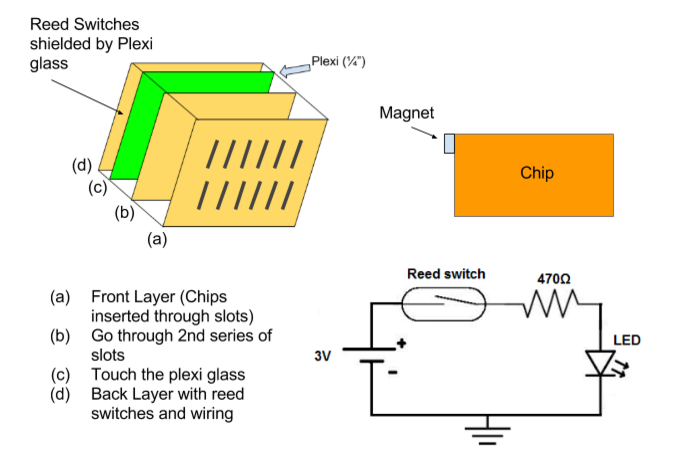 Reed Switches
shielded by Plexi
glass
Plexi (¼")
Magnet
Chip
(d)
(c)
(b)
(a)
(a) Front Layer (Chips
inserted through slots)
(b) Go through 2nd series of
slots
(c) Touch the plexi glass
(d) Back Layer with reed
switches and wiring
Reed switch
470Ω
LED
3V
+
-